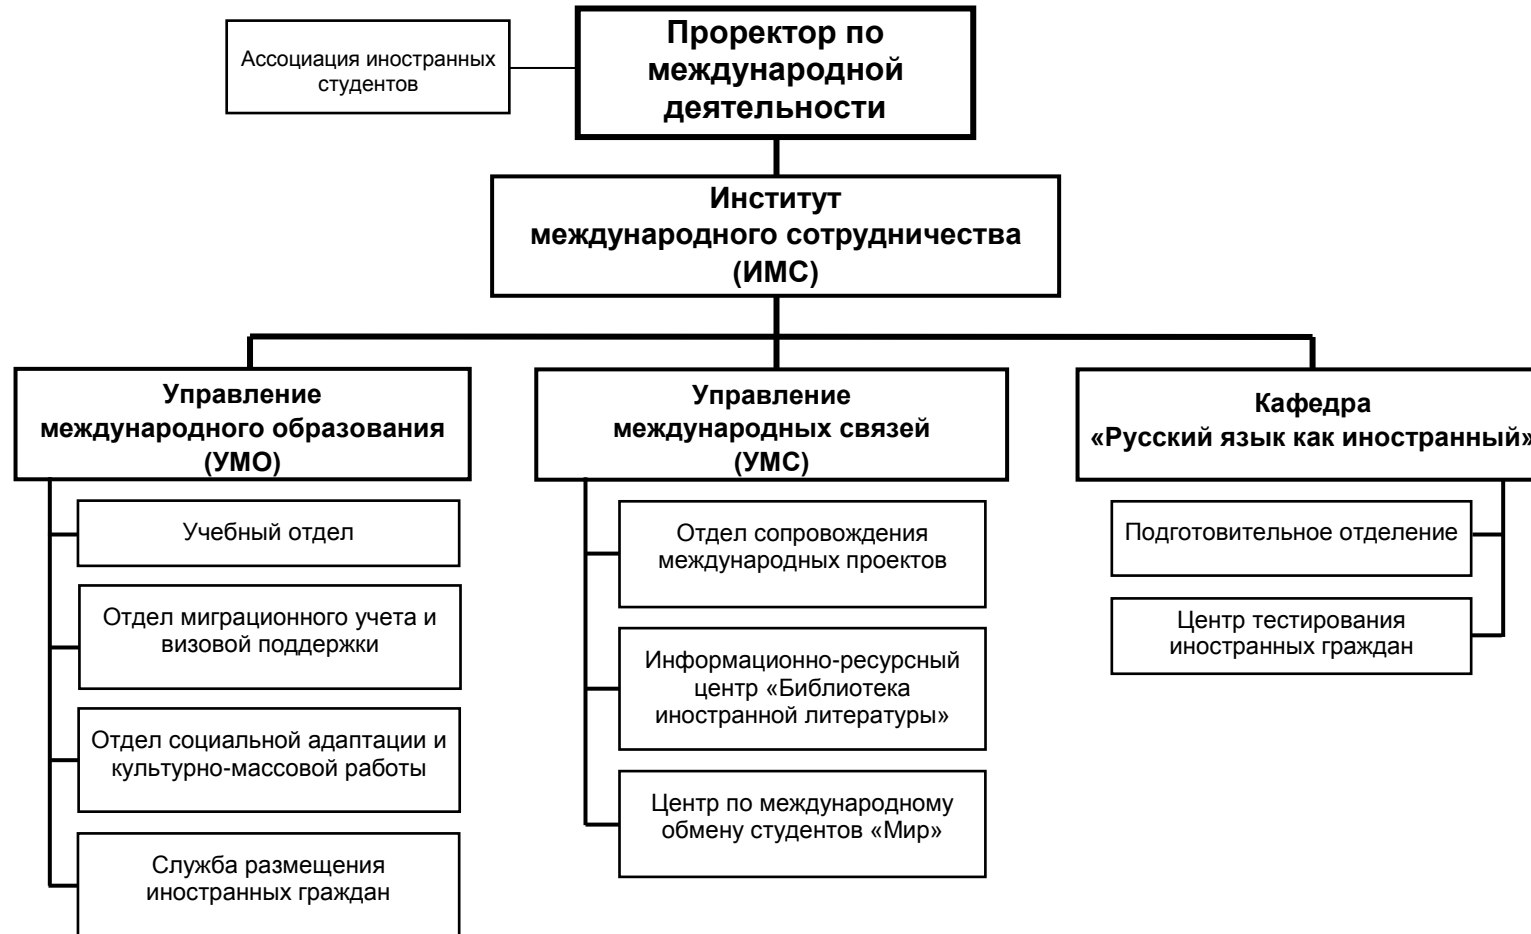 Ассоциация иностранных
студентов
Проректор по
международной
деятельности
Институт
международного сотрудничества
(ИМС)
Управление
международного образования
(УМО)
Управление
международных связей
(УМС)
Кафедра
«Русский язык как иностранный»
Учебный отдел
Отдел миграционного учета и
визовой поддержки
Отдел социальной адаптации и
культурно-массовой работы
Служба размещения
иностранных граждан
Отдел сопровождения
международных проектов
Информационно-ресурсный
центр «Библиотека
иностранной литературы»
Центр по международному
обмену студентов «Мир»
Подготовительное отделение
Центр тестирования
иностранных граждан